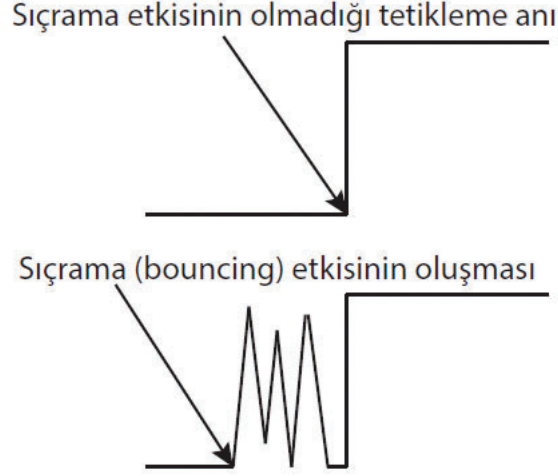 Sıçrama etkisinin olmadığı tetikleme anı
Sıçrama (bouncing) etkisinin oluşması